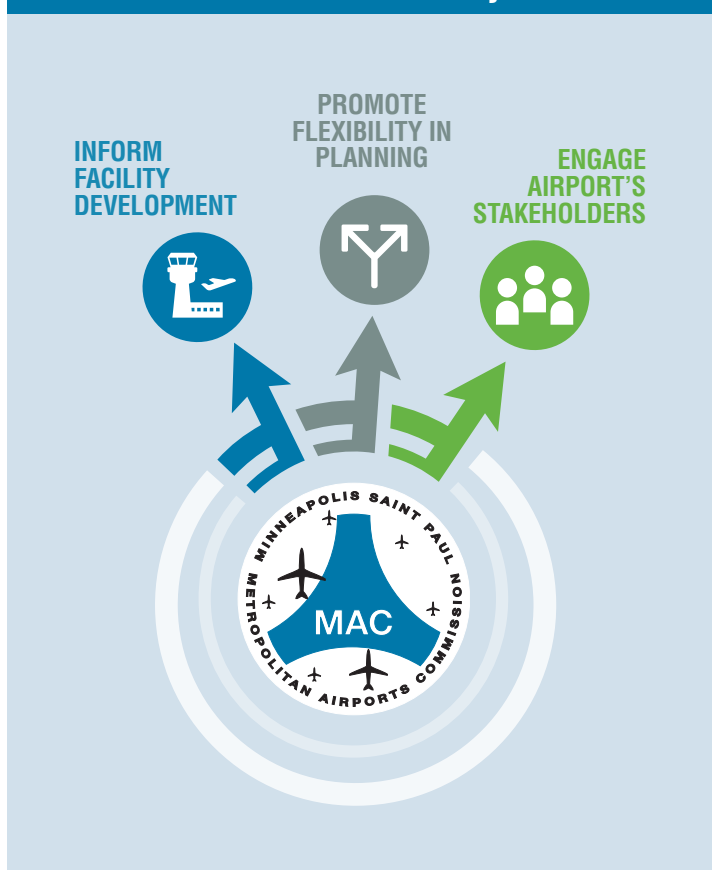 INFORM
FACILITY
DEVELOPMENT
PROMOTE
FLEXIBILITY IN
PLANNING
ENGAGE
AIRPORT'S
STAKEHOLDERS
MINNEAPOLIS SAINT PAUL
METROPOLITAN AIRPORTS COMMISSION
MAC